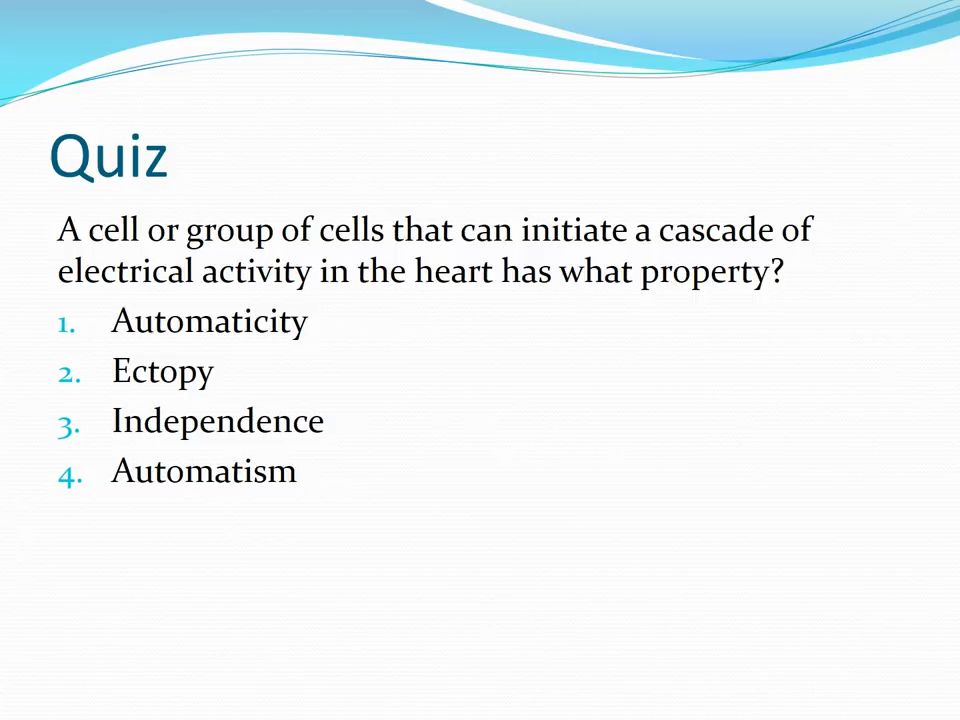 Quiz
A cell or group of cells that can initiate a cascade of
electrical activity in the heart has what property?
1. Automaticity
2. Ectopy
3. Independence
4. Automatism